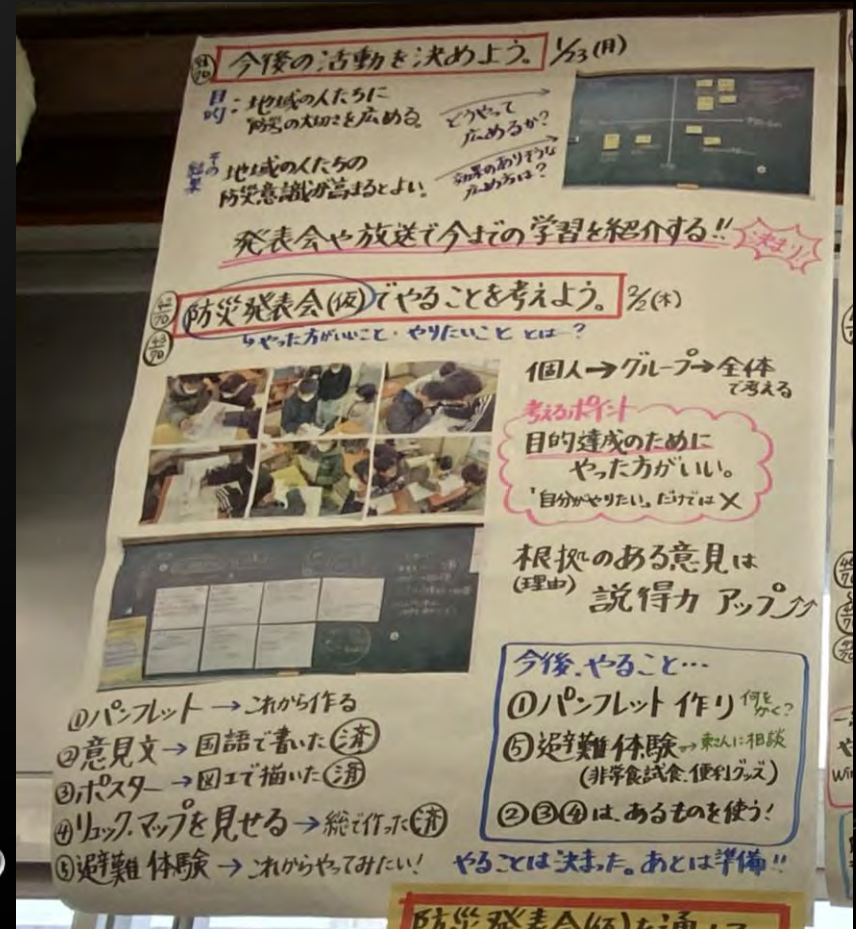 今後の活動を決めよう。 1/23(月)
目的:地域の人たちに
防災の大切さを広める。
どうやって
広めるか?
その結果 地域の人たちの
防災意識が高まるとよい。
効果のありそうな
広め方は?
発表会や放送で今までの学習を紹介する!!
決まり!
42/70 防災発表会(仮)でやることを考えよう。 2/2(木)
43/70
↳やった方がいいこと・やりたいこと とは?
個人→グループ→全体
で考える
考えるポイント
目的達成のために
やった方がいい。
「自分がやりたい。」だけでは×
根拠のある意見は
(理由) 説得力 アップ
①パンフレット→これから作る
②意見文→国語で書いた 済
③ポスター→図工で描いた 済
④リュック、マップを見せる→総で作った 済
⑤避難体験→これからやってみたい!
今後、やること…
①パンフレット作り 何をかく?
⑤避難体験→ さんに相談
(非常食試食、便利グッズ)
②③④は、あるものを使う!
やることは決まった。あとは準備!!
防災発表会(仮)を通して